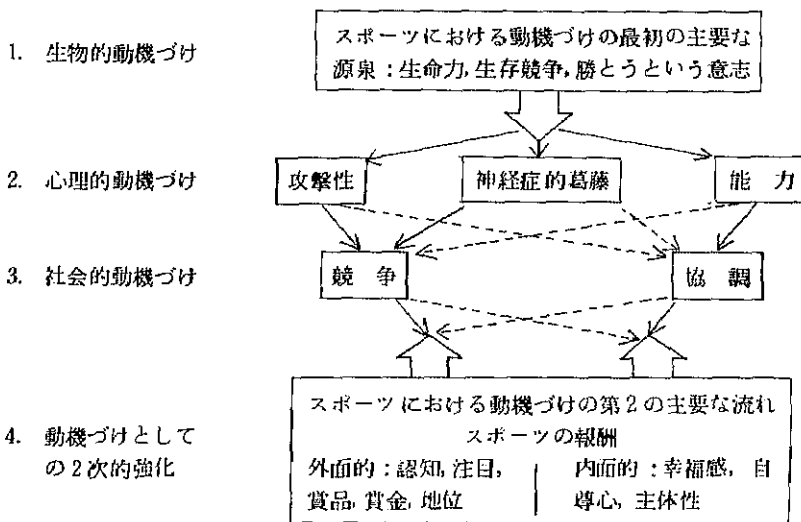 1. 生物的動機づけ
スポーツにおける動機づけの最初の主要な
源泉：生命力，生存競争，勝とうという意志
2. 心理的動機づけ
攻撃性
神経症的葛藤
能 力
3. 社会的動機づけ
競 争
協 調
4. 動機づけとして
の２次的強化
スポーツにおける動機づけの第２の主要な流れ
スポーツの報酬
外面的：認知，注目，
賞品，賞金，地位
内面的：幸福感，自
尊心，主体性